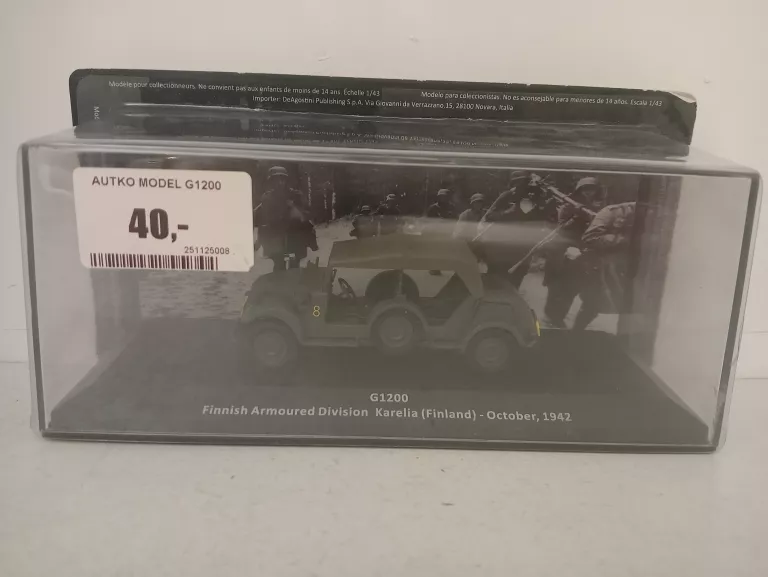 Modèle pour collectionneurs. Ne convient pas aux enfants de moins de 14 ans. Échelle 1/43
Modelo para coleccionistas. No es aconsejable para menores de 14 años. Escala 1/43
Importer: DeAgostini Publishing S.p.A. Via Giovanni da Verrazzano,15, 28100 Novara, Italia
AUTKO MODEL G1200
40,-
251125008
8
G1200
Finnish Armoured Division Karelia (Finland) - October, 1942